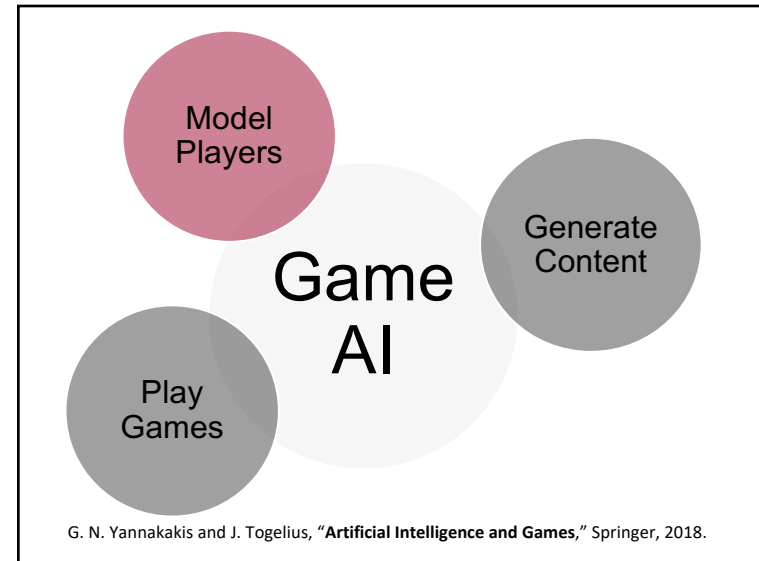 Model
Players
Generate
Content
Game
AI
Play
Games
G. N. Yannakakis and J. Togelius, “Artificial Intelligence and Games,” Springer, 2018.